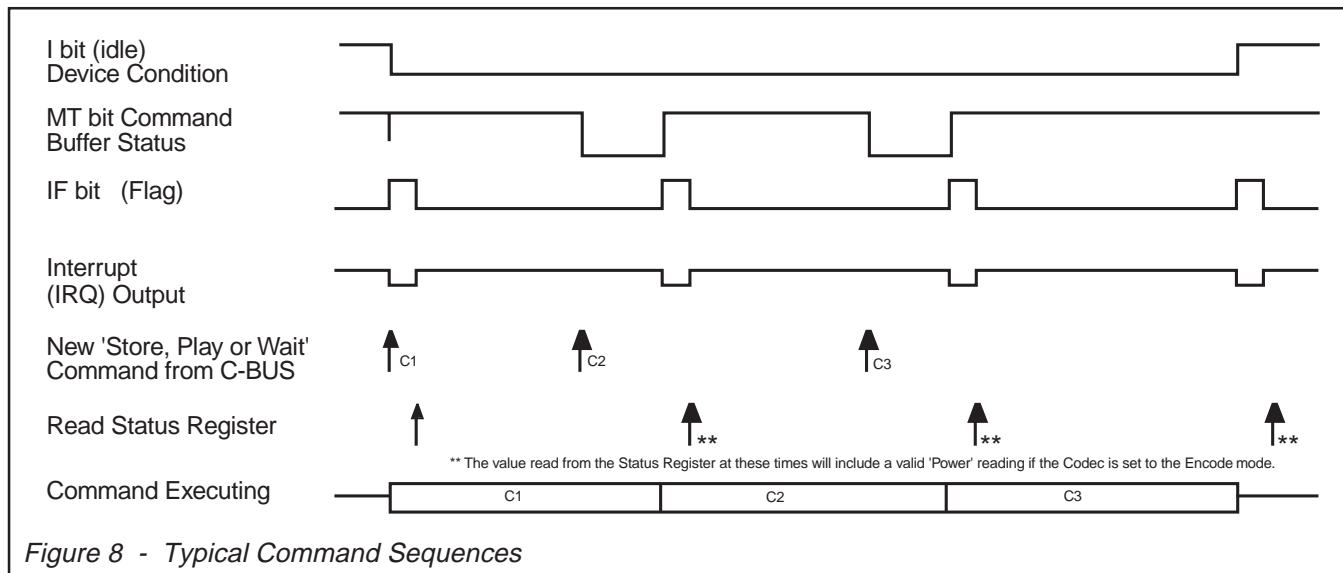 I bit (idle)
Device Condition
MT bit Command
Buffer Status
IF bit (Flag)
Interrupt
(IRQ) Output
New 'Store, Play or Wait'
Command from C-BUS
C1
C2
C3
Read Status Register
**
**
**
** The value read from the Status Register at these times will include a valid 'Power' reading if the Codec is set to the Encode mode.
Command Executing
C1
C2
C3
Figure 8 - Typical Command Sequences